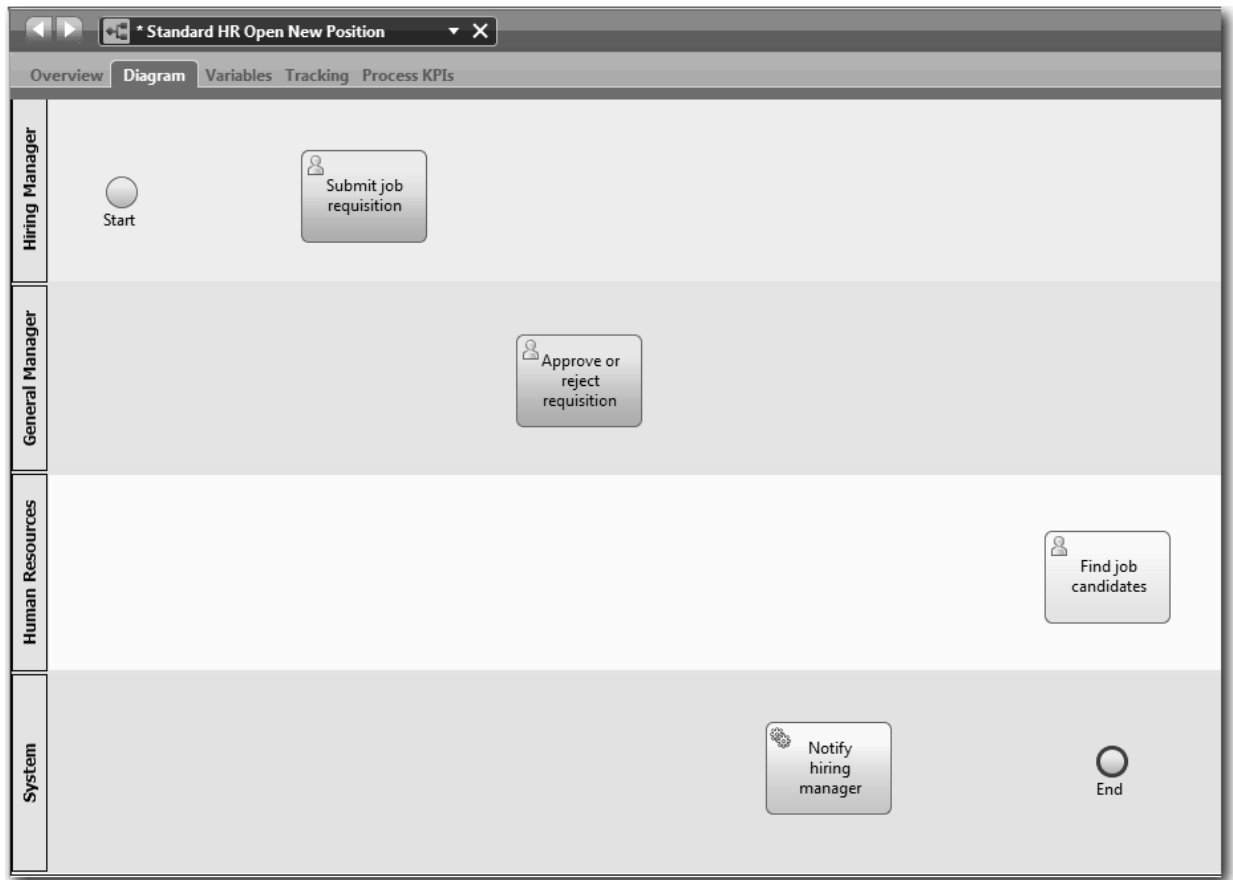 * Standard HR Open New Position
Overview Diagram Variables Tracking Process KPIs
Hiring Manager
Start
Submit job
requisition
General Manager
Approve or
reject
requisition
Human Resources
Find job
candidates
System
Notify
hiring
manager
End